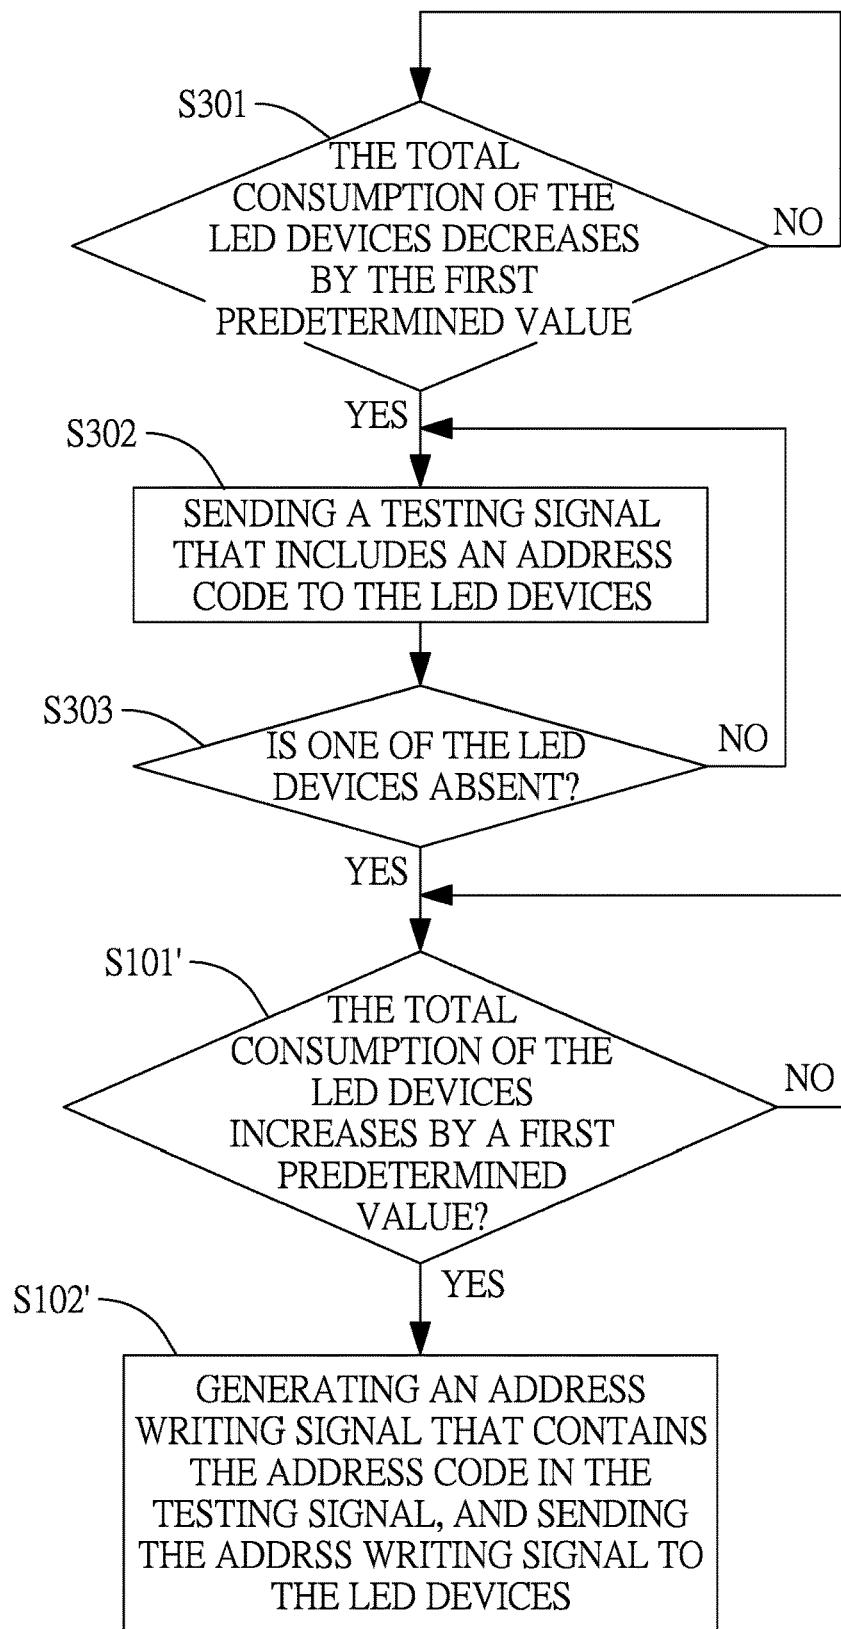 S301
THE TOTAL
CONSUMPTION OF THE
LED DEVICES DECREASES
BY THE FIRST
PREDETERMINED VALUE
NO
YES
S302
SENDING A TESTING SIGNAL
THAT INCLUDES AN ADDRESS
CODE TO THE LED DEVICES
S303
IS ONE OF THE LED
DEVICES ABSENT?
NO
YES
S101'
THE TOTAL
CONSUMPTION OF THE
LED DEVICES
INCREASES BY A FIRST
PREDETERMINED
VALUE?
NO
YES
S102'
GENERATING AN ADDRESS
WRITING SIGNAL THAT CONTAINS
THE ADDRESS CODE IN THE
TESTING SIGNAL, AND SENDING
THE ADDRSS WRITING SIGNAL TO
THE LED DEVICES